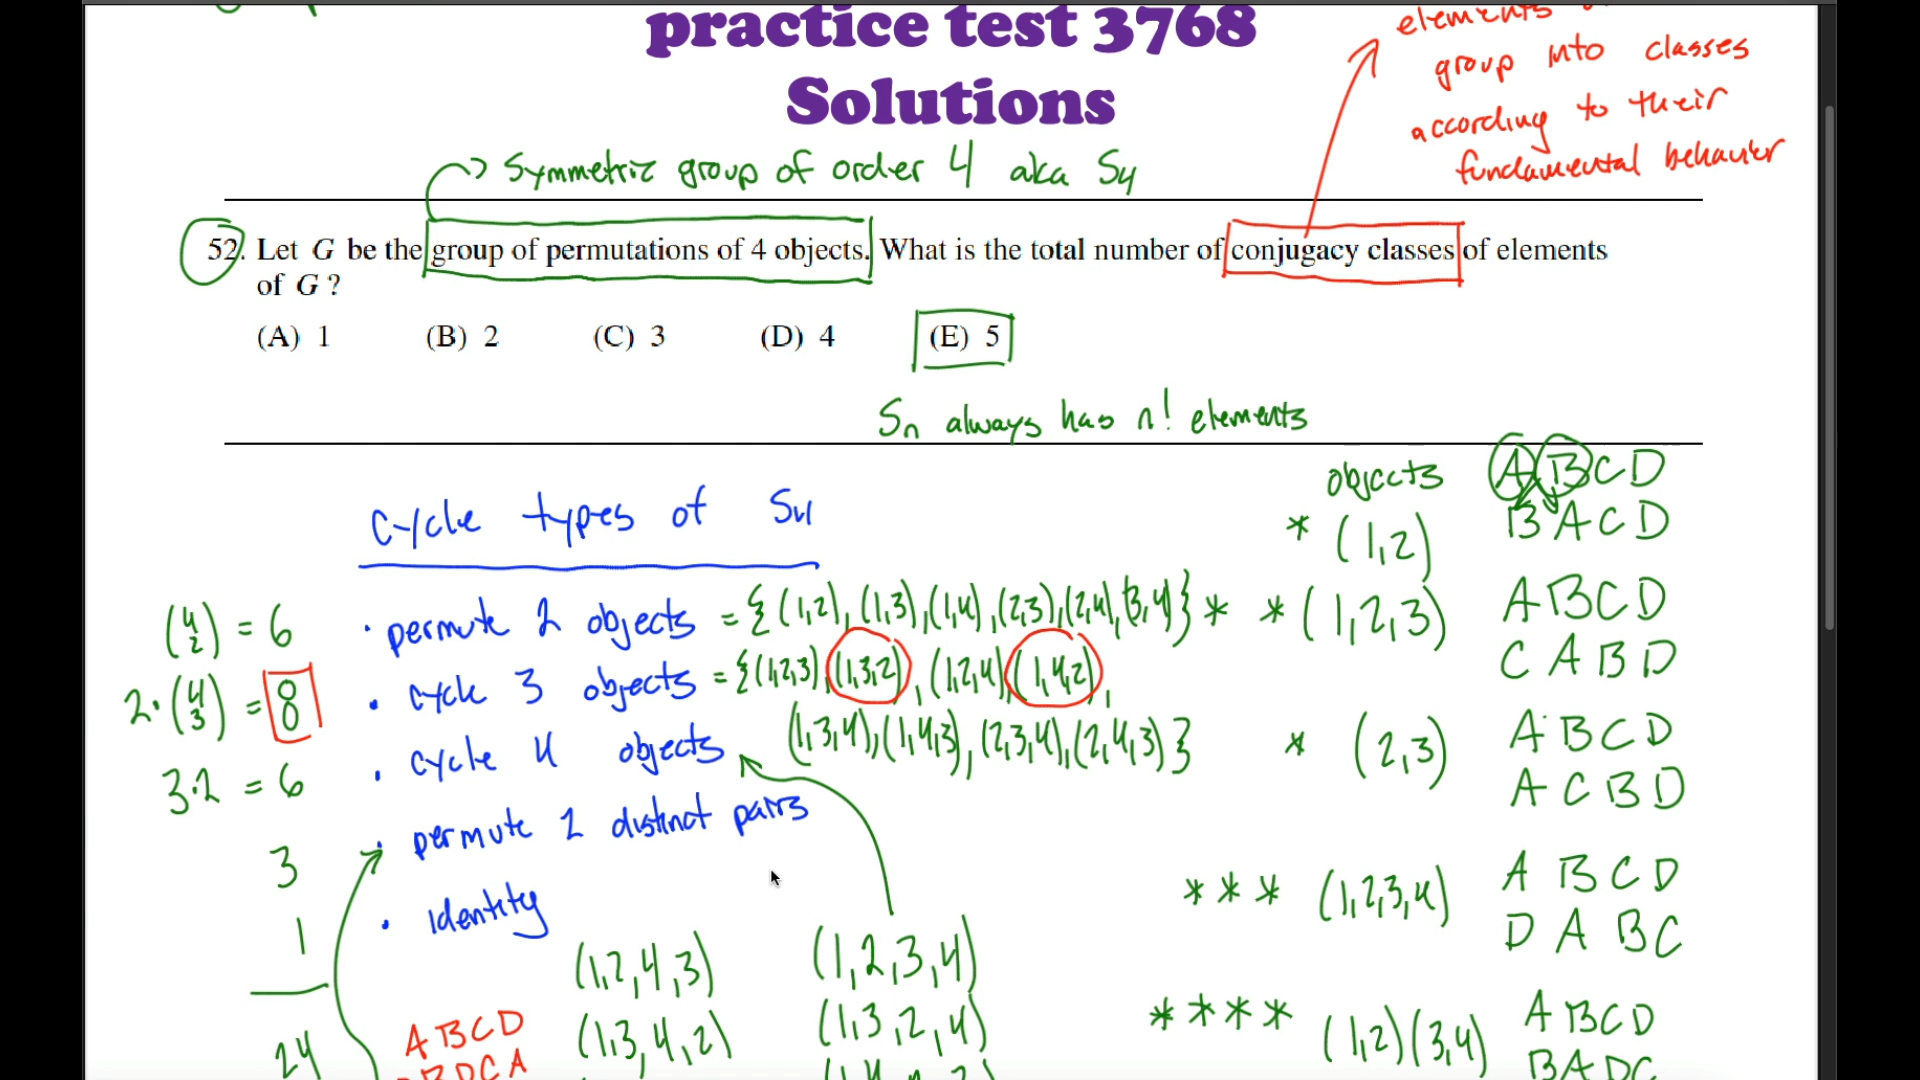 practice test 3768
Solutions
elements
group into classes
according to their
fundamental behavior
Symmetric group of order 4 aka S4
52. Let G be the group of permutations of 4 objects. What is the total number of conjugacy classes of elements
of G?
(A) 1 (B) 2 (C) 3 (D) 4 (E) 5
Sn always has n! elements
Cycle types of S4
objects ABCD
* (1,2) BACD
(4 2) = 6 • permute 2 objects = {(1,2), (1,3), (1,4), (2,3), (2,4), (3,4)} *
* (1,2,3) ABCD
CABD
2·(4 3) = 8 • cycle 3 objects = {(1,2,3), (1,3,2), (1,2,4), (1,4,2),
(1,3,4), (1,4,3), (2,3,4), (2,4,3)}
* (2,3) ABCD
ACBD
3·2 = 6 • cycle 4 objects
3 • permute 2 distinct pairs
1 • identity
24
*** (1,2,3,4) ABCD
DABC
(1,2,4,3) (1,2,3,4)
(1,3,4,2) (1,3,2,4)
ABCD
BDCA
**** (1,2)(3,4) ABCD
BADC